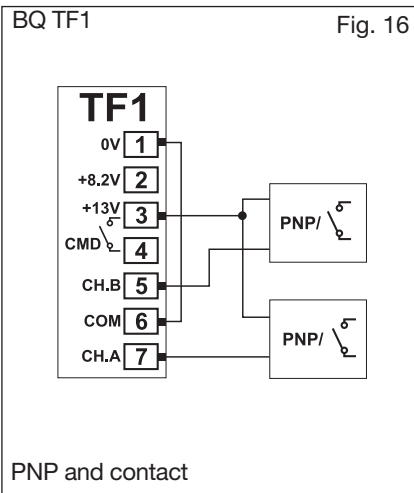 BQ TF1
Fig. 16
TF1
0V 1
+8.2V 2
+13V 3
CMD 4
CH.B 5
COM 6
CH.A 7
PNP/
PNP/
PNP and contact